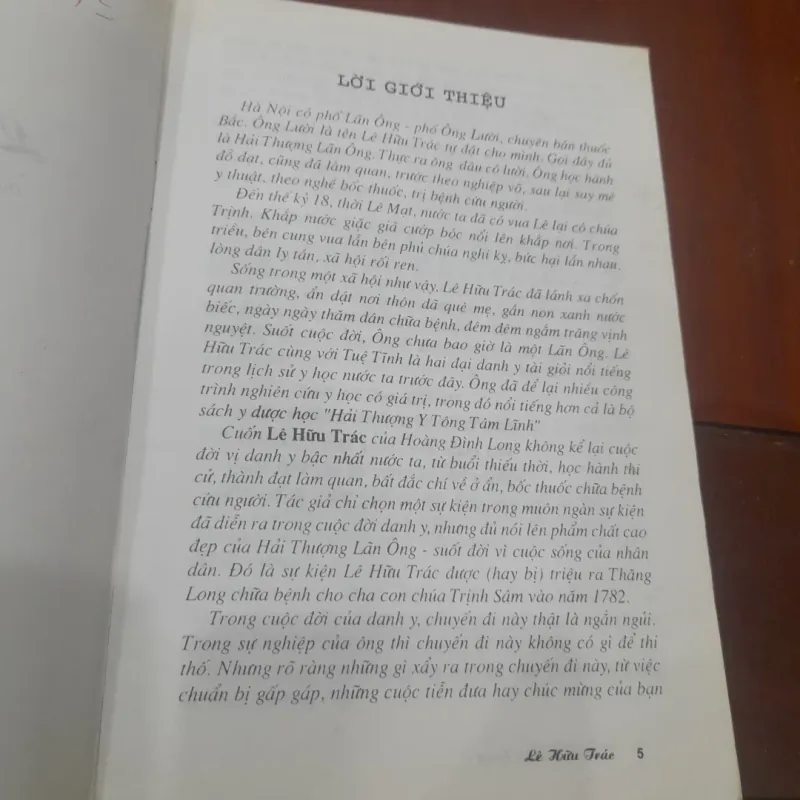 LỜI GIỚI THIỆU
Hà Nội có phố Lãn Ông - phố Ông Lười, chuyên bán thuốc
Bắc. Ông Lười là tên Lê Hữu Trác tự đặt cho mình. Gọi đầy đủ
là Hải Thượng Lãn Ông. Thực ra ông đâu có lười. Ông học hành
đỗ đạt, cũng đã làm quan, trước theo nghiệp võ, sau lại say mê
y thuật, theo nghề bốc thuốc, trị bệnh cứu người.
Đến thế kỷ 18, thời Lê Mạt, nước ta đã có vua Lê lại có chúa
Trịnh. Khắp nước giặc giã cướp bóc nổi lên khắp nơi. Trong
triều, bên cung vua lẫn bên phủ chúa nghi kỵ, bức hại lẫn nhau,
lòng dân ly tán, xã hội rối ren.
Sống trong một xã hội như vậy. Lê Hữu Trác đã lánh xa chốn
quan trường, ẩn dật nơi thôn dã quê mẹ, gần non xanh nước
biếc, ngày ngày thăm dân chữa bệnh, đêm đêm ngắm trăng vịnh
nguyệt. Suốt cuộc đời, Ông chưa bao giờ là một Lãn Ông. Lê
Hữu Trác cùng với Tuệ Tĩnh là hai đại danh y tài giỏi nổi tiếng
trong lịch sử y học nước ta trước đây. Ông đã để lại nhiều công
trình nghiên cứu y học có giá trị, trong đó nổi tiếng hơn cả là bộ
sách y dược học "Hải Thượng Y Tông Tâm Lĩnh"
Cuốn Lê Hữu Trác của Hoàng Đình Long không kể lại cuộc
đời vị danh y bậc nhất nước ta, từ buổi thiếu thời, học hành thi
cử, thành đạt làm quan, bất đắc chí về ở ẩn, bốc thuốc chữa bệnh
cứu người. Tác giả chỉ chọn một sự kiện trong muôn ngàn sự kiện
đã diễn ra trong cuộc đời danh y, nhưng đủ nói lên phẩm chất cao
đẹp của Hải Thượng Lãn Ông - suốt đời vì cuộc sống của nhân
dân. Đó là sự kiện Lê Hữu Trác được (hay bị) triệu ra Thăng
Long chữa bệnh cho cha con chúa Trịnh Sâm vào năm 1782.
Trong cuộc đời của danh y, chuyến đi này thật là ngắn ngủi.
Trong sự nghiệp của ông thì chuyến đi này không có gì để thi
thố. Nhưng rõ ràng những gì xẩy ra trong chuyến đi này, từ việc
chuẩn bị gấp gáp, những cuộc tiễn đưa hay chúc mừng của bạn
Lê Hữu Trác 5